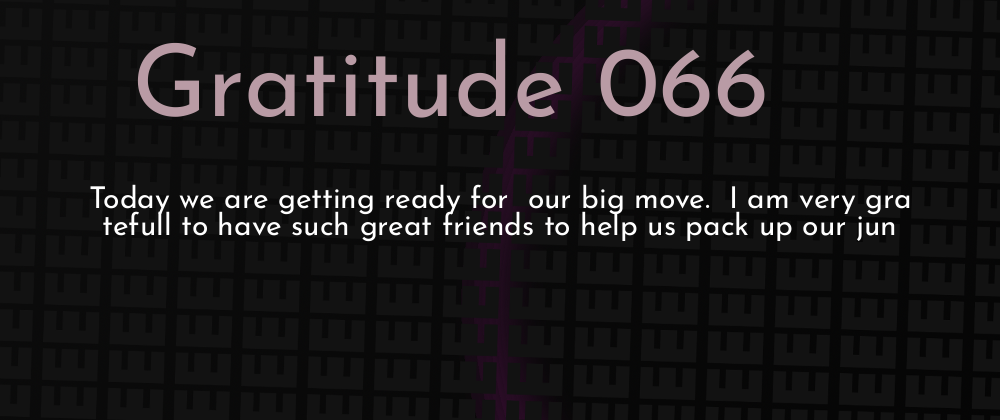 Gratitude 066
Today we are getting ready for  our big move.  I am very gra
tefull to have such great friends to help us pack up our jun